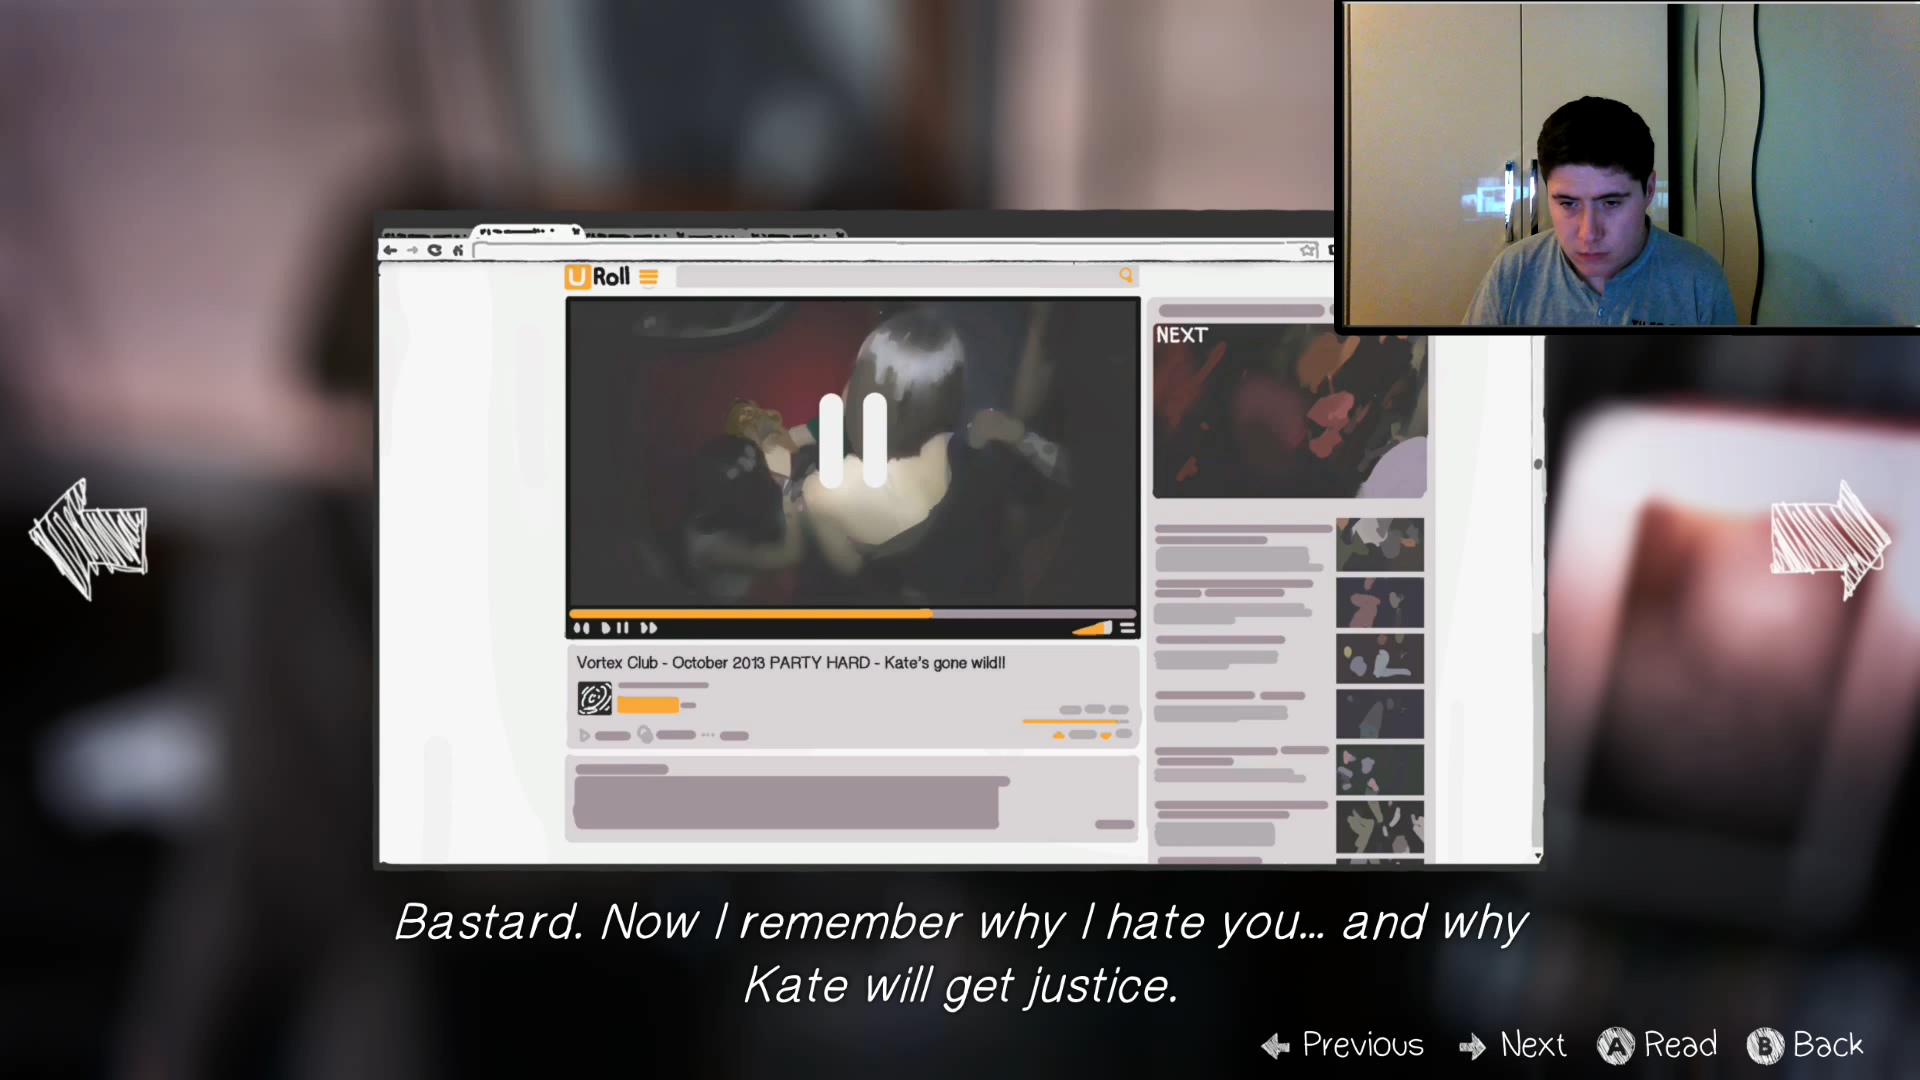 U Roll
NEXT
Vortex Club - October 2013 PARTY HARD - Kate's gone wild!!
Bastard. Now I remember why I hate you... and why
Kate will get justice.
Previous Next A Read B Back